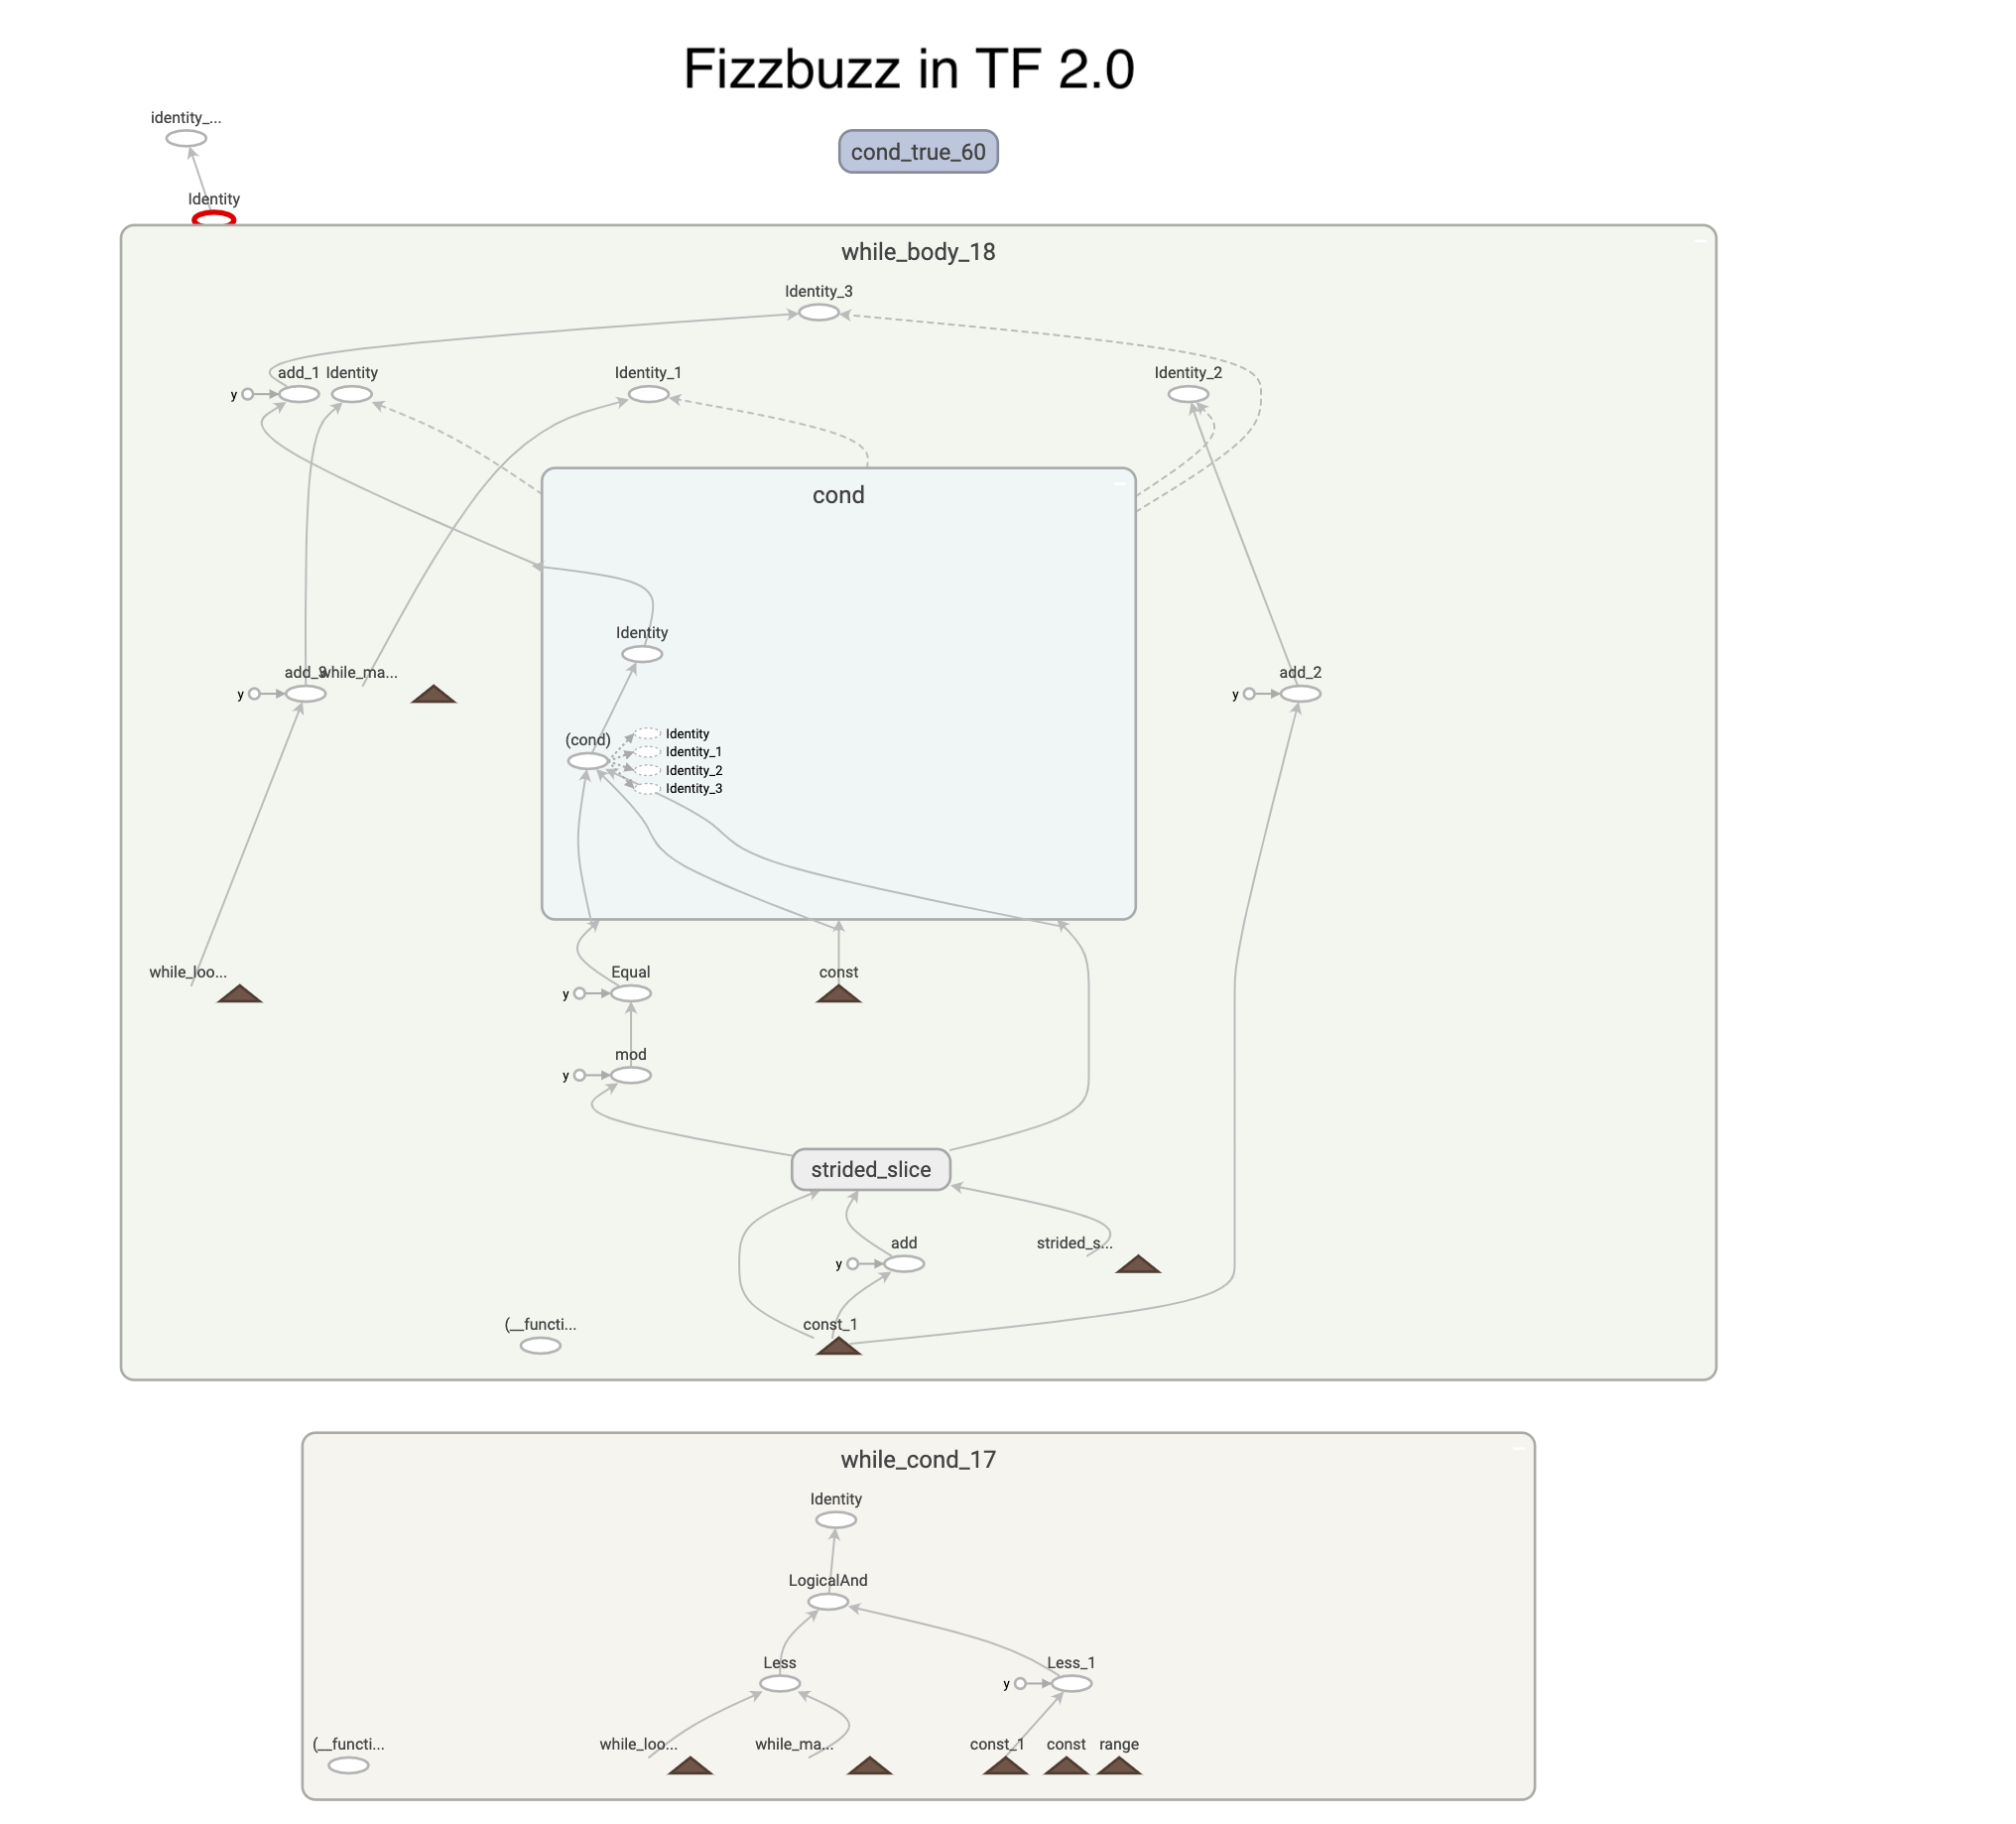 Fizzbuzz in TF 2.0
identity_...
cond_true_60
Identity
while_body_18
Identity_3
add_1 Identity
Identity_1
Identity_2
y
cond
Identity
add_3
while_ma...
add_2
y
y
(cond)
Identity
Identity_1
Identity_2
Identity_3
while_loo...
Equal
const
y
mod
y
strided_slice
add
strided_s...
y
(__functi...
const_1
while_cond_17
Identity
LogicalAnd
Less
Less_1
y
(__functi...
while_loo...
while_ma...
const_1
const
range